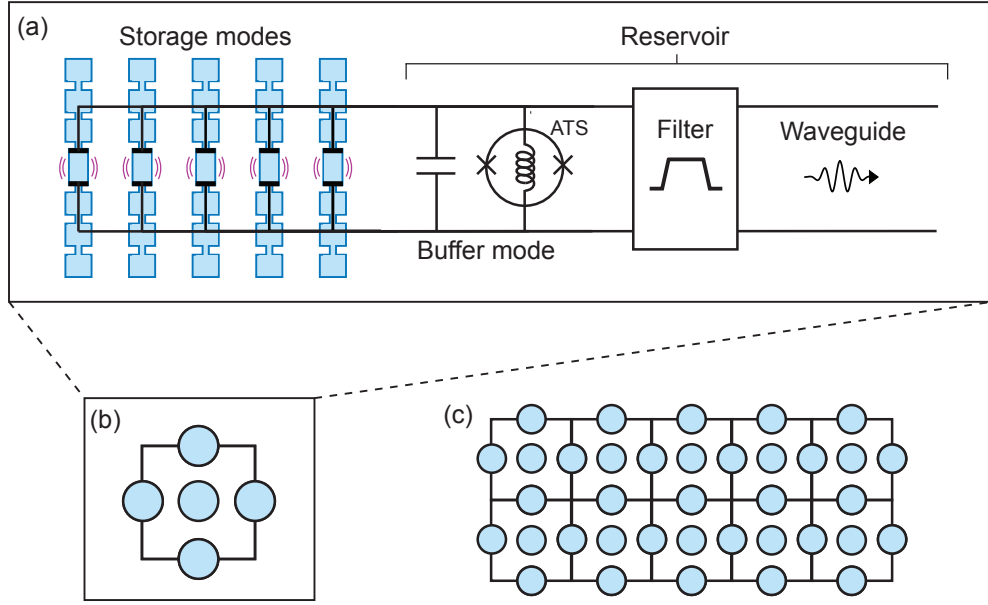 (a)
Storage modes
Reservoir
ATS
Filter
Waveguide
Buffer mode
(b)
(c)